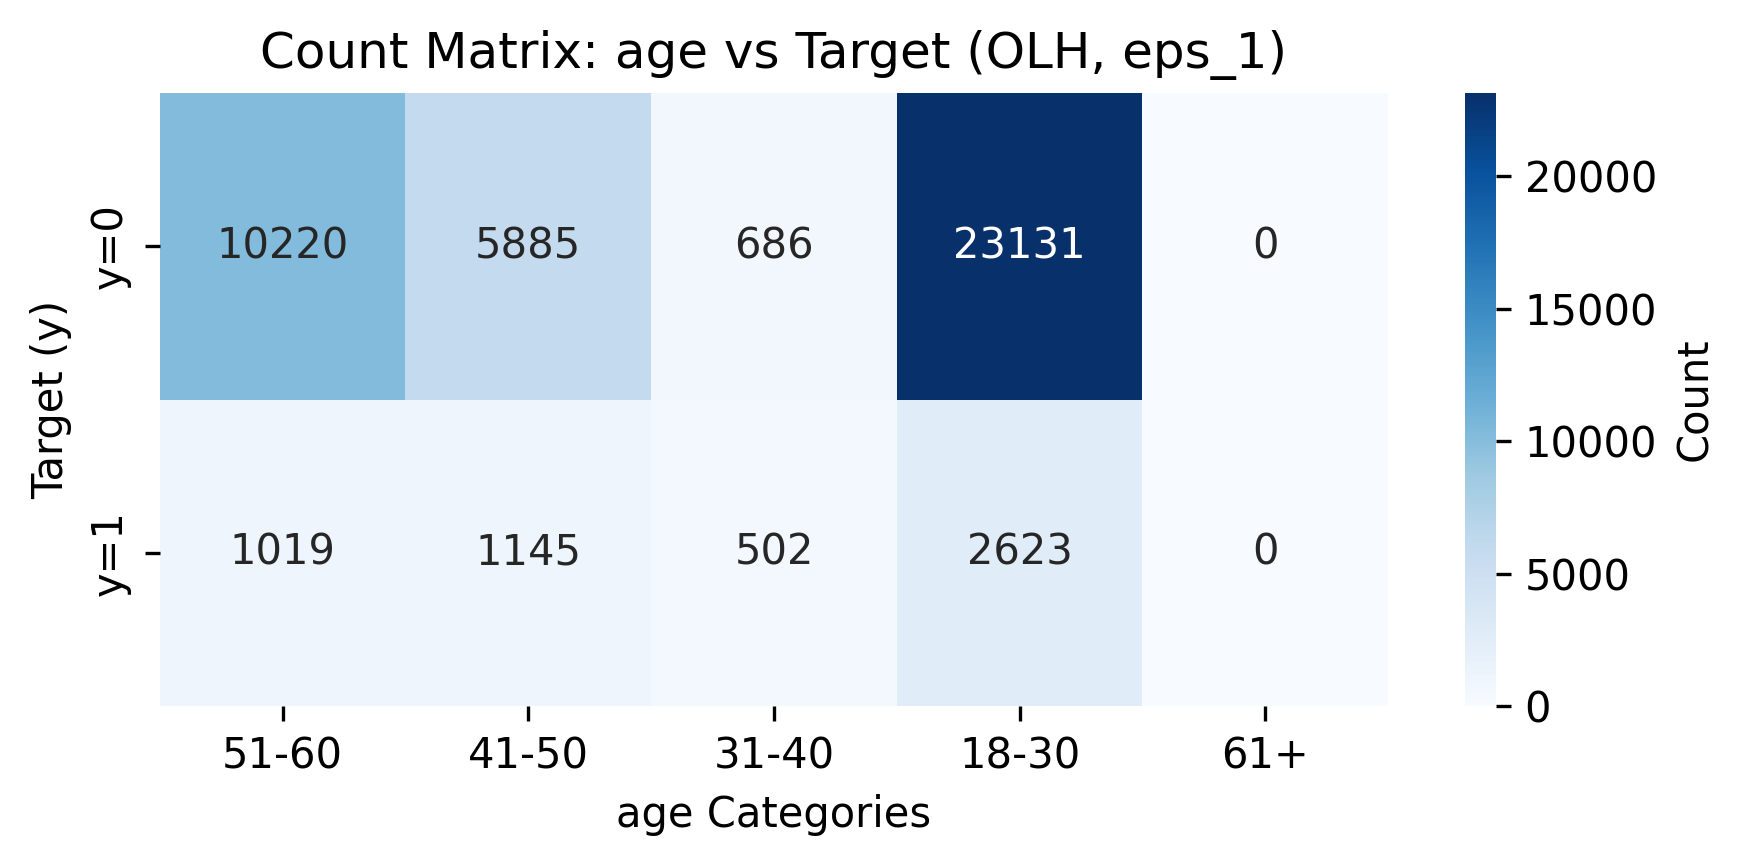 Count Matrix: age vs Target (OLH, eps_1)
Target (y)
y=0
10220 5885 686 23131 0
y=1
1019 1145 502 2623 0
51-60 41-50 31-40 18-30 61+
age Categories
20000
15000
10000
5000
0
Count